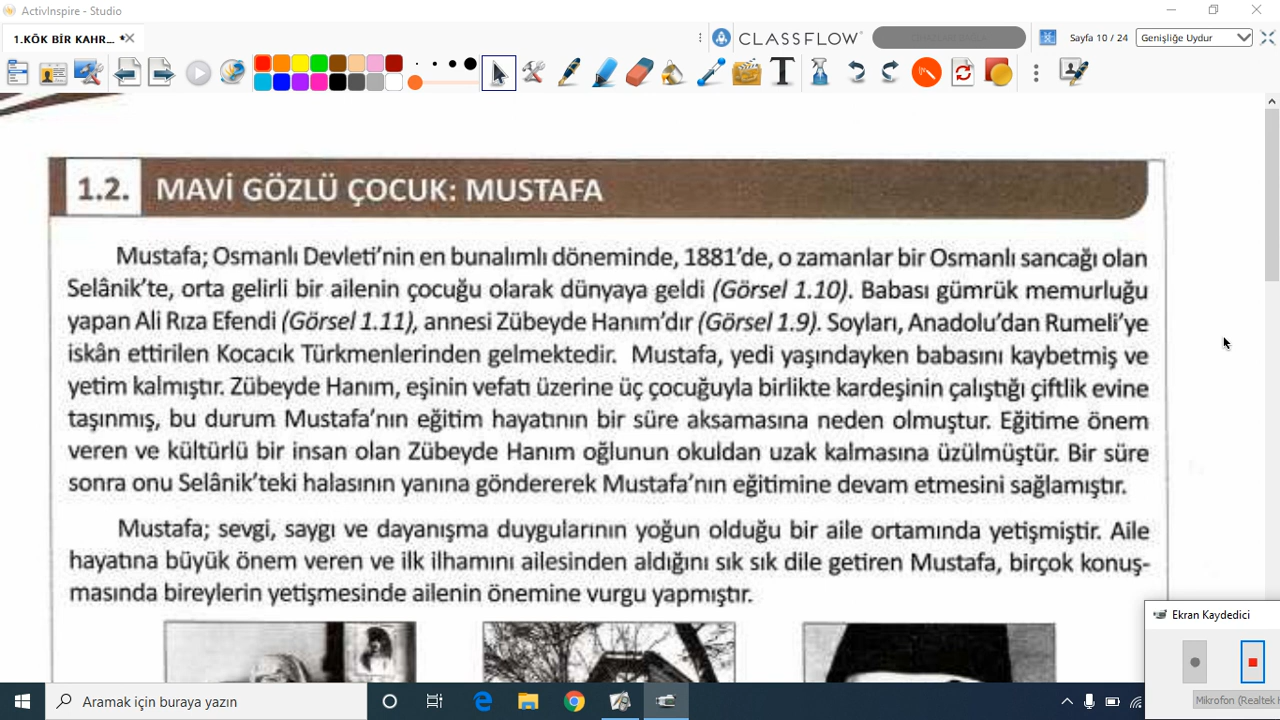 ActivInspire - Studio
1.KÖK BİR KAHR... *
CLASSFLOW
Sayfa 10 / 24
Genişliğe Uydur
1.2. MAVİ GÖZLÜ ÇOCUK: MUSTAFA
Mustafa; Osmanlı Devleti’nin en bunalımlı döneminde, 1881’de, o zamanlar bir Osmanlı sancağı olan
Selânik’te, orta gelirli bir ailenin çocuğu olarak dünyaya geldi (Görsel 1.10). Babası gümrük memurluğu
yapan Ali Rıza Efendi (Görsel 1.11), annesi Zübeyde Hanım’dır (Görsel 1.9). Soyları, Anadolu’dan Rumeli’ye
iskân ettirilen Kocacık Türkmenlerinden gelmektedir. Mustafa, yedi yaşındayken babasını kaybetmiş ve
yetim kalmıştır. Zübeyde Hanım, eşinin vefatı üzerine üç çocuğuyla birlikte kardeşinin çalıştığı çiftlik evine
taşınmış, bu durum Mustafa’nın eğitim hayatının bir süre aksamasına neden olmuştur. Eğitime önem
veren ve kültürlü bir insan olan Zübeyde Hanım oğlunun okuldan uzak kalmasına üzülmüştür. Bir süre
sonra onu Selânik’teki halasının yanına göndererek Mustafa’nın eğitimine devam etmesini sağlamıştır.
Mustafa; sevgi, saygı ve dayanışma duygularının yoğun olduğu bir aile ortamında yetişmiştir. Aile
hayatına büyük önem veren ve ilk ilhamını ailesinden aldığını sık sık dile getiren Mustafa, birçok konuş-
masında bireylerin yetişmesinde ailenin önemine vurgu yapmıştır.
Ekran Kaydedici
Mikrofon (Realtek
Aramak için buraya yazın